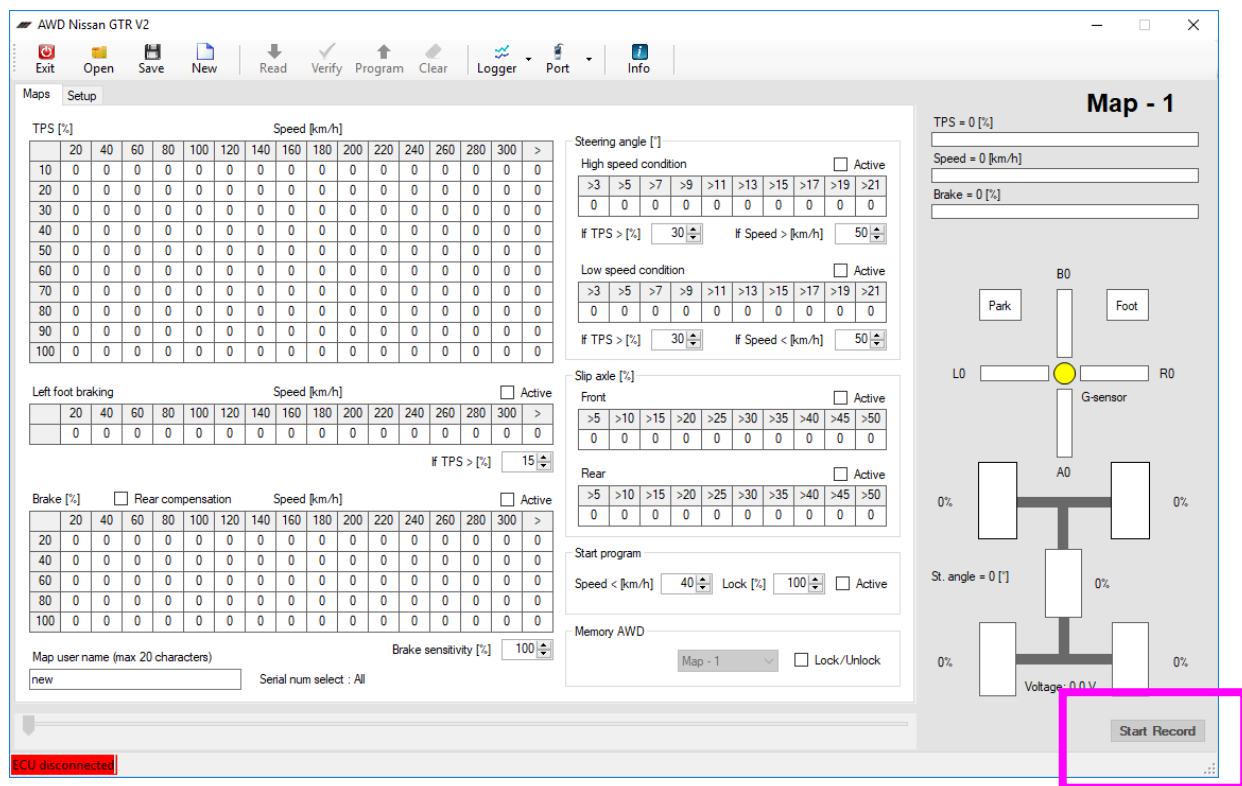 AWD Nissan GTR V2
Exit Open Save New Read Verify Program Clear Logger Port Info
Maps Setup
TPS [%] Speed [km/h]
20 40 60 80 100 120 140 160 180 200 220 240 260 280 300 >
10 0 0 0 0 0 0 0 0 0 0 0 0 0 0 0 0
20 0 0 0 0 0 0 0 0 0 0 0 0 0 0 0 0
30 0 0 0 0 0 0 0 0 0 0 0 0 0 0 0 0
40 0 0 0 0 0 0 0 0 0 0 0 0 0 0 0 0
50 0 0 0 0 0 0 0 0 0 0 0 0 0 0 0 0
60 0 0 0 0 0 0 0 0 0 0 0 0 0 0 0 0
70 0 0 0 0 0 0 0 0 0 0 0 0 0 0 0 0
80 0 0 0 0 0 0 0 0 0 0 0 0 0 0 0 0
90 0 0 0 0 0 0 0 0 0 0 0 0 0 0 0 0
100 0 0 0 0 0 0 0 0 0 0 0 0 0 0 0 0
Left foot braking Speed [km/h] Active
20 40 60 80 100 120 140 160 180 200 220 240 260 280 300 >
0 0 0 0 0 0 0 0 0 0 0 0 0 0 0 0
If TPS > [%] 15
Brake [%] Rear compensation Speed [km/h] Active
20 40 60 80 100 120 140 160 180 200 220 240 260 280 300 >
20 0 0 0 0 0 0 0 0 0 0 0 0 0 0 0 0
40 0 0 0 0 0 0 0 0 0 0 0 0 0 0 0 0
60 0 0 0 0 0 0 0 0 0 0 0 0 0 0 0 0
80 0 0 0 0 0 0 0 0 0 0 0 0 0 0 0 0
100 0 0 0 0 0 0 0 0 0 0 0 0 0 0 0 0
Brake sensitivity [%] 100
Map user name (max 20 characters)
new Serial num select : All
Steering angle [°]
High speed condition Active
>3 >5 >7 >9 >11 >13 >15 >17 >19 >21
0 0 0 0 0 0 0 0 0 0
If TPS > [%] 30 If Speed > [km/h] 50
Low speed condition Active
>3 >5 >7 >9 >11 >13 >15 >17 >19 >21
0 0 0 0 0 0 0 0 0 0
If TPS > [%] 30 If Speed < [km/h] 50
Slip axle [%]
Front Active
>5 >10 >15 >20 >25 >30 >35 >40 >45 >50
0 0 0 0 0 0 0 0 0 0
Rear Active
>5 >10 >15 >20 >25 >30 >35 >40 >45 >50
0 0 0 0 0 0 0 0 0 0
Start program
Speed < [km/h] 40 Lock [%] 100 Active
Memory AWD
Map - 1 Lock/Unlock
Map - 1
TPS = 0 [%]
Speed = 0 [km/h]
Brake = 0 [%]
B0
Park Foot
L0 R0
G-sensor
A0
0% 0%
St. angle = 0 [°] 0%
0% 0%
Voltage: 0.0 V
Start Record
ECU disconnected